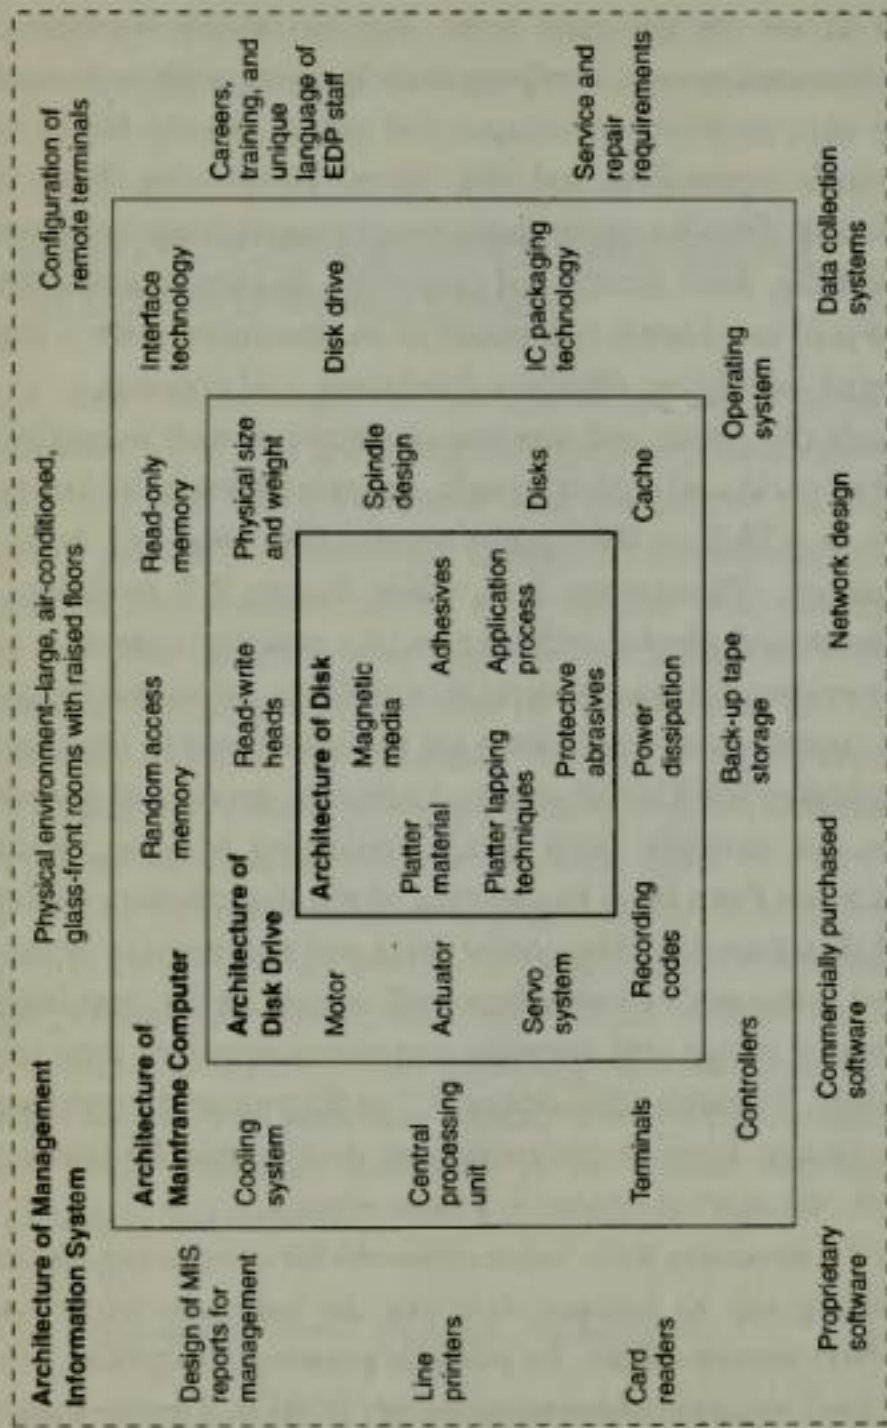 Architecture of Management
Information System
Physical environment–large, air-conditioned,
glass-front rooms with raised floors
Configuration of
remote terminals
Design of MIS
reports for
management
Careers,
training, and
unique
language of
EDP staff
Line
printers
Card
readers
Service and
repair
requirements
Proprietary
software
Commercially purchased
software
Network design
Data collection
systems
Architecture of
Mainframe Computer
Random access
memory
Read-only
memory
Interface
technology
Cooling
system
Disk drive
Central
processing
unit
IC packaging
technology
Terminals
Controllers
Back-up tape
storage
Operating
system
Architecture of
Disk Drive
Read-write
heads
Physical size
and weight
Motor
Spindle
design
Actuator
Servo
system
Disks
Recording
codes
Power
dissipation
Cache
Architecture of Disk
Magnetic
media
Platter
material
Adhesives
Platter lapping
techniques
Application
process
Protective
abrasives